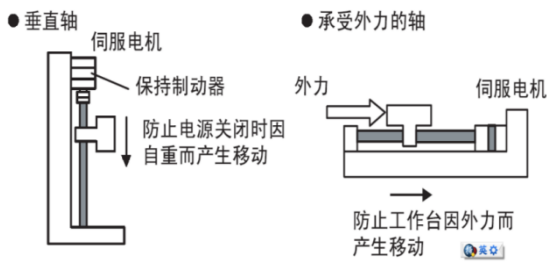 ● 垂直轴
伺服电机
保持制动器
防止电源关闭时因
自重而产生移动
● 承受外力的轴
外力
伺服电机
防止工作台因外力而
产生移动
英